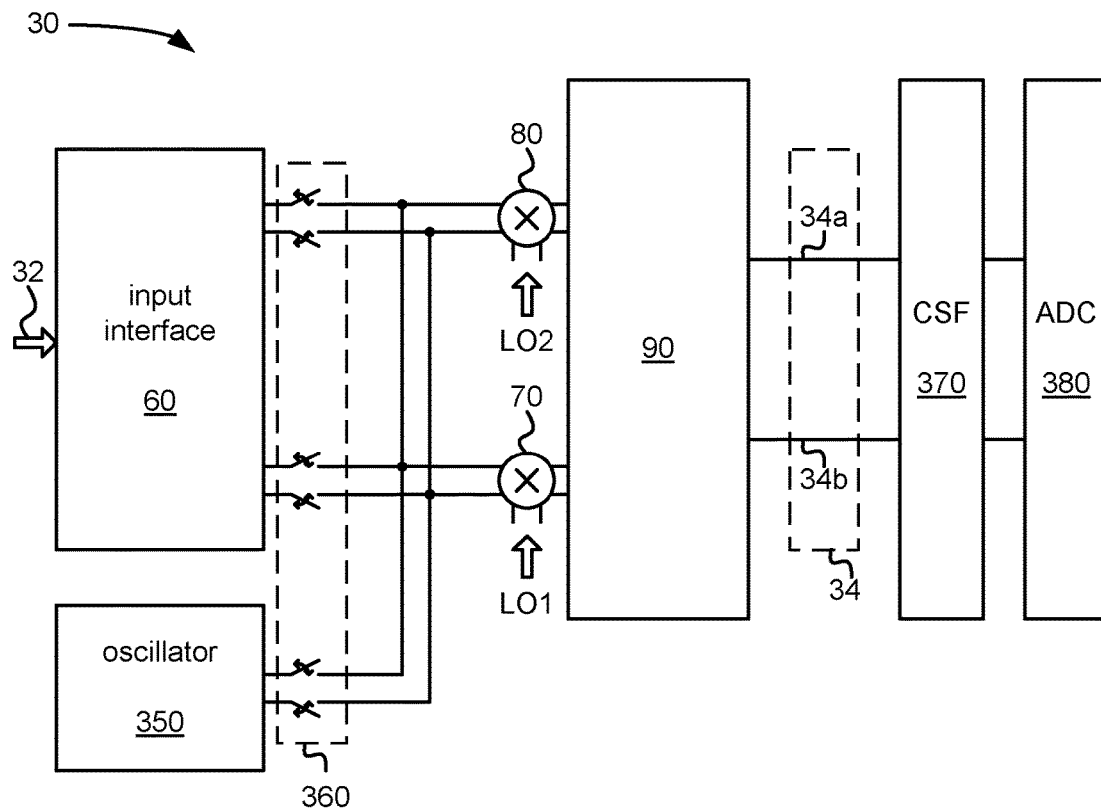 30
80
34a
32
input
interface
CSF
ADC
LO2
60
90
370
380
70
34b
34
LO1
oscillator
350
360